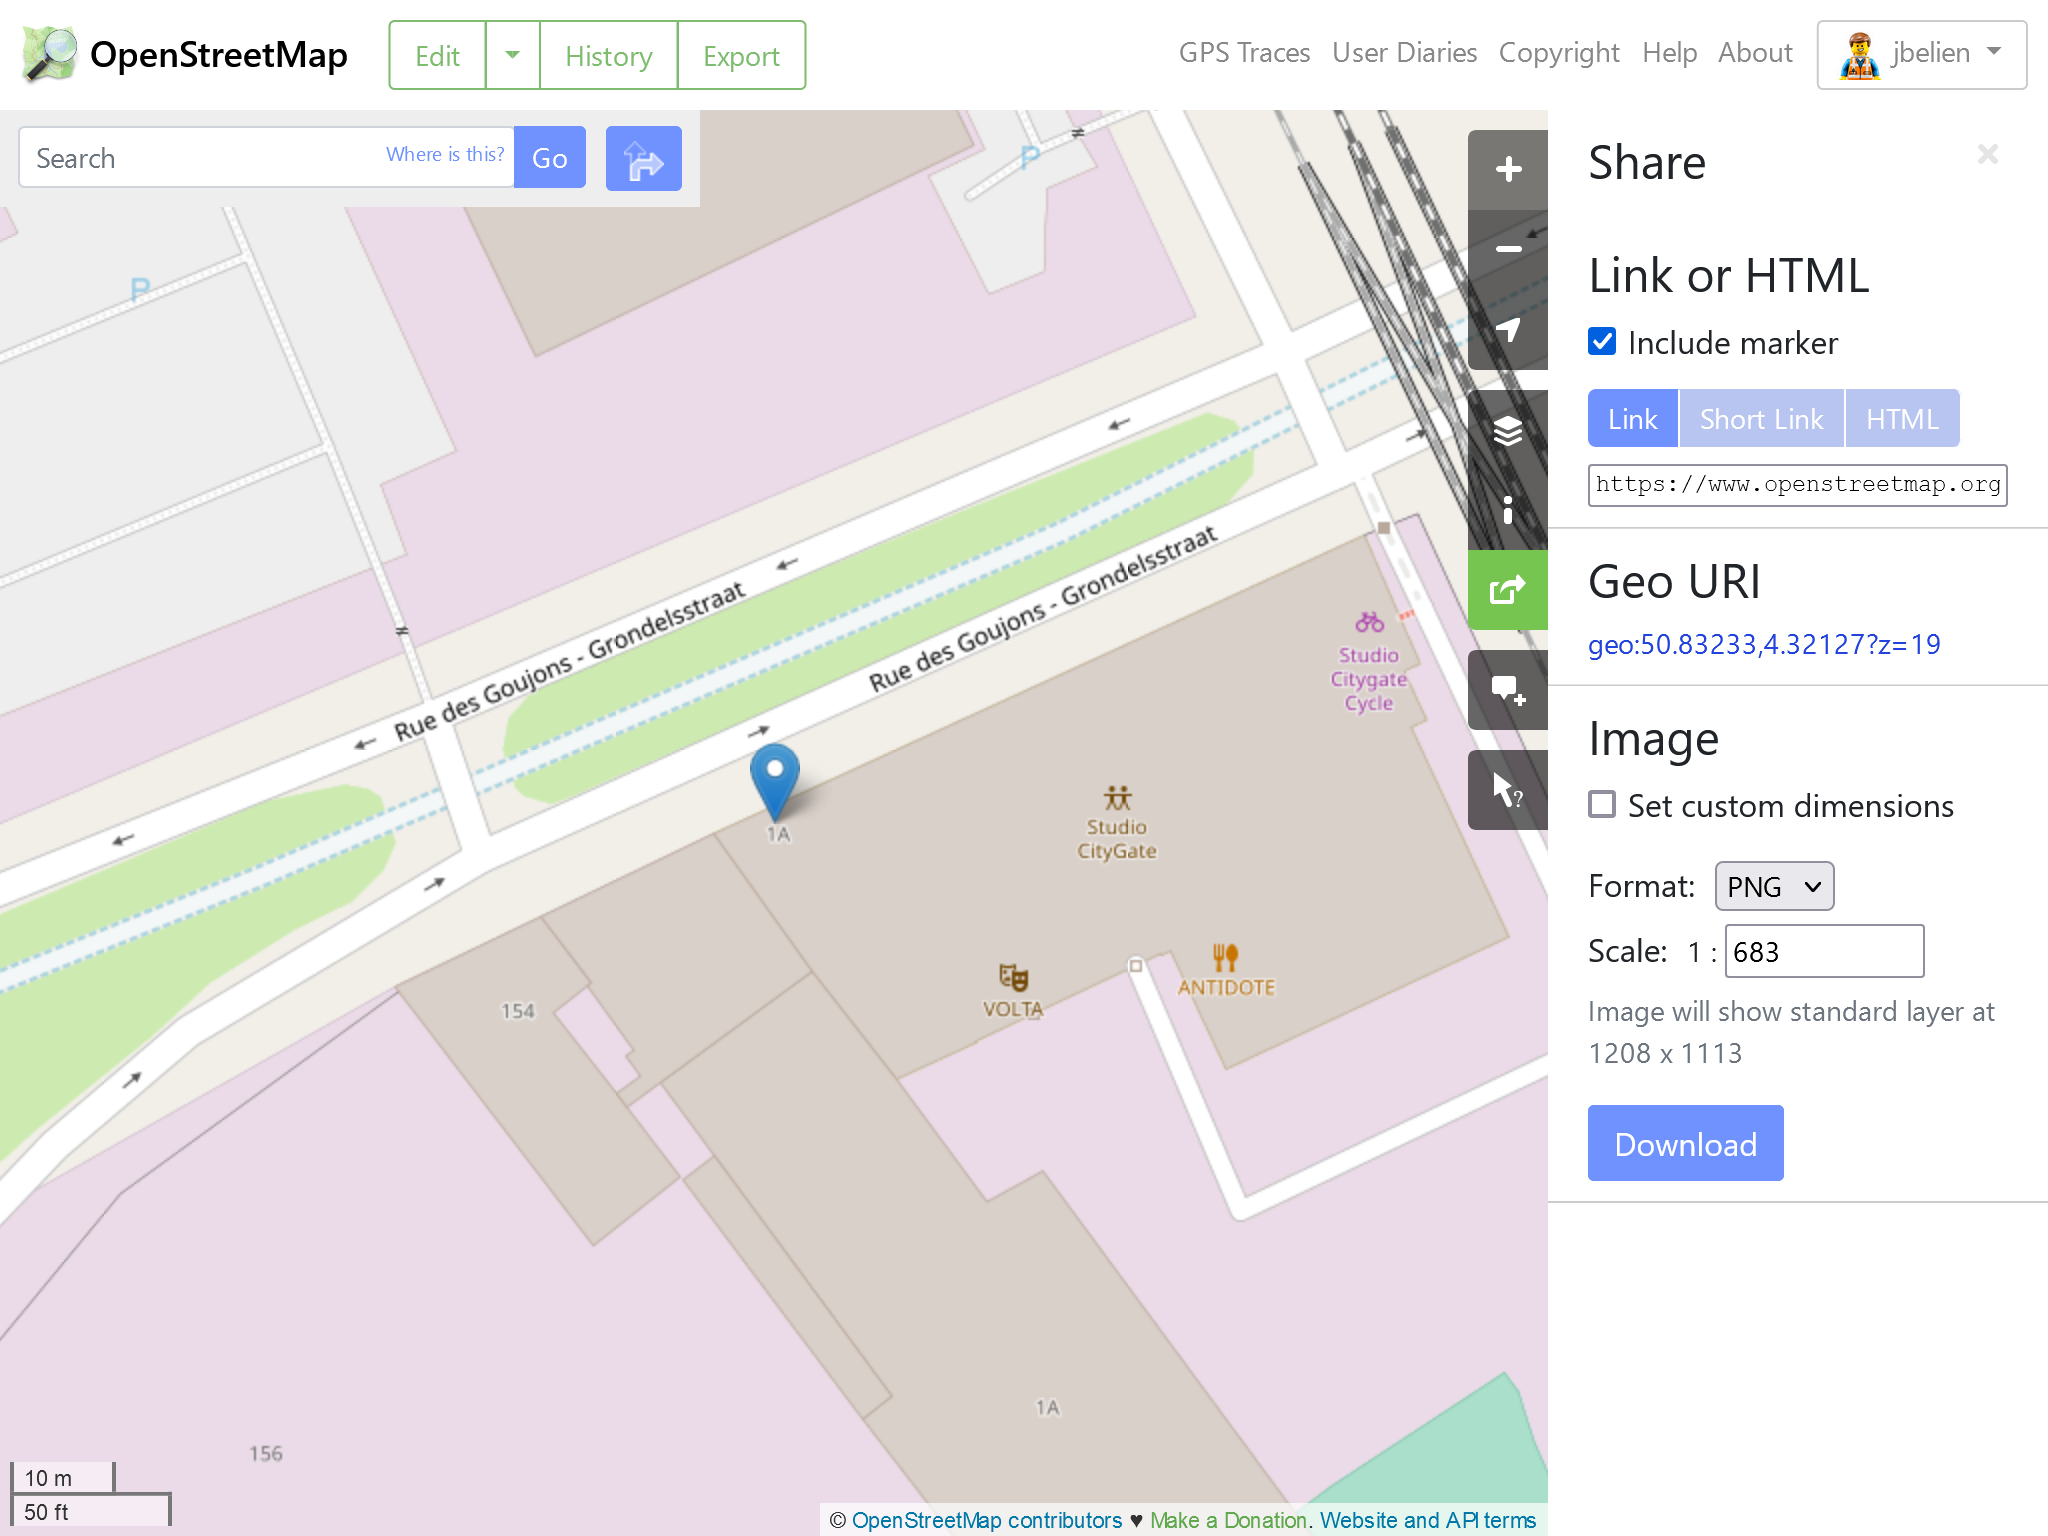 OpenStreetMap
Edit
History
Export
GPS Traces
User Diaries
Copyright
Help
About
jbelien
Search
Where is this?
Go
P
P
Rue des Goujons - Grondelsstraat
Rue des Goujons - Grondelsstraat
Studio
Citygate
Cycle
Studio
CityGate
1A
VOLTA
ANTIDOTE
154
1A
156
10 m
50 ft
© OpenStreetMap contributors ♥ Make a Donation. Website and API terms
Share
Link or HTML
Include marker
Link
Short Link
HTML
https://www.openstreetmap.org
Geo URI
geo:50.83233,4.32127?z=19
Image
Set custom dimensions
Format: PNG
Scale: 1 : 683
Image will show standard layer at
1208 x 1113
Download